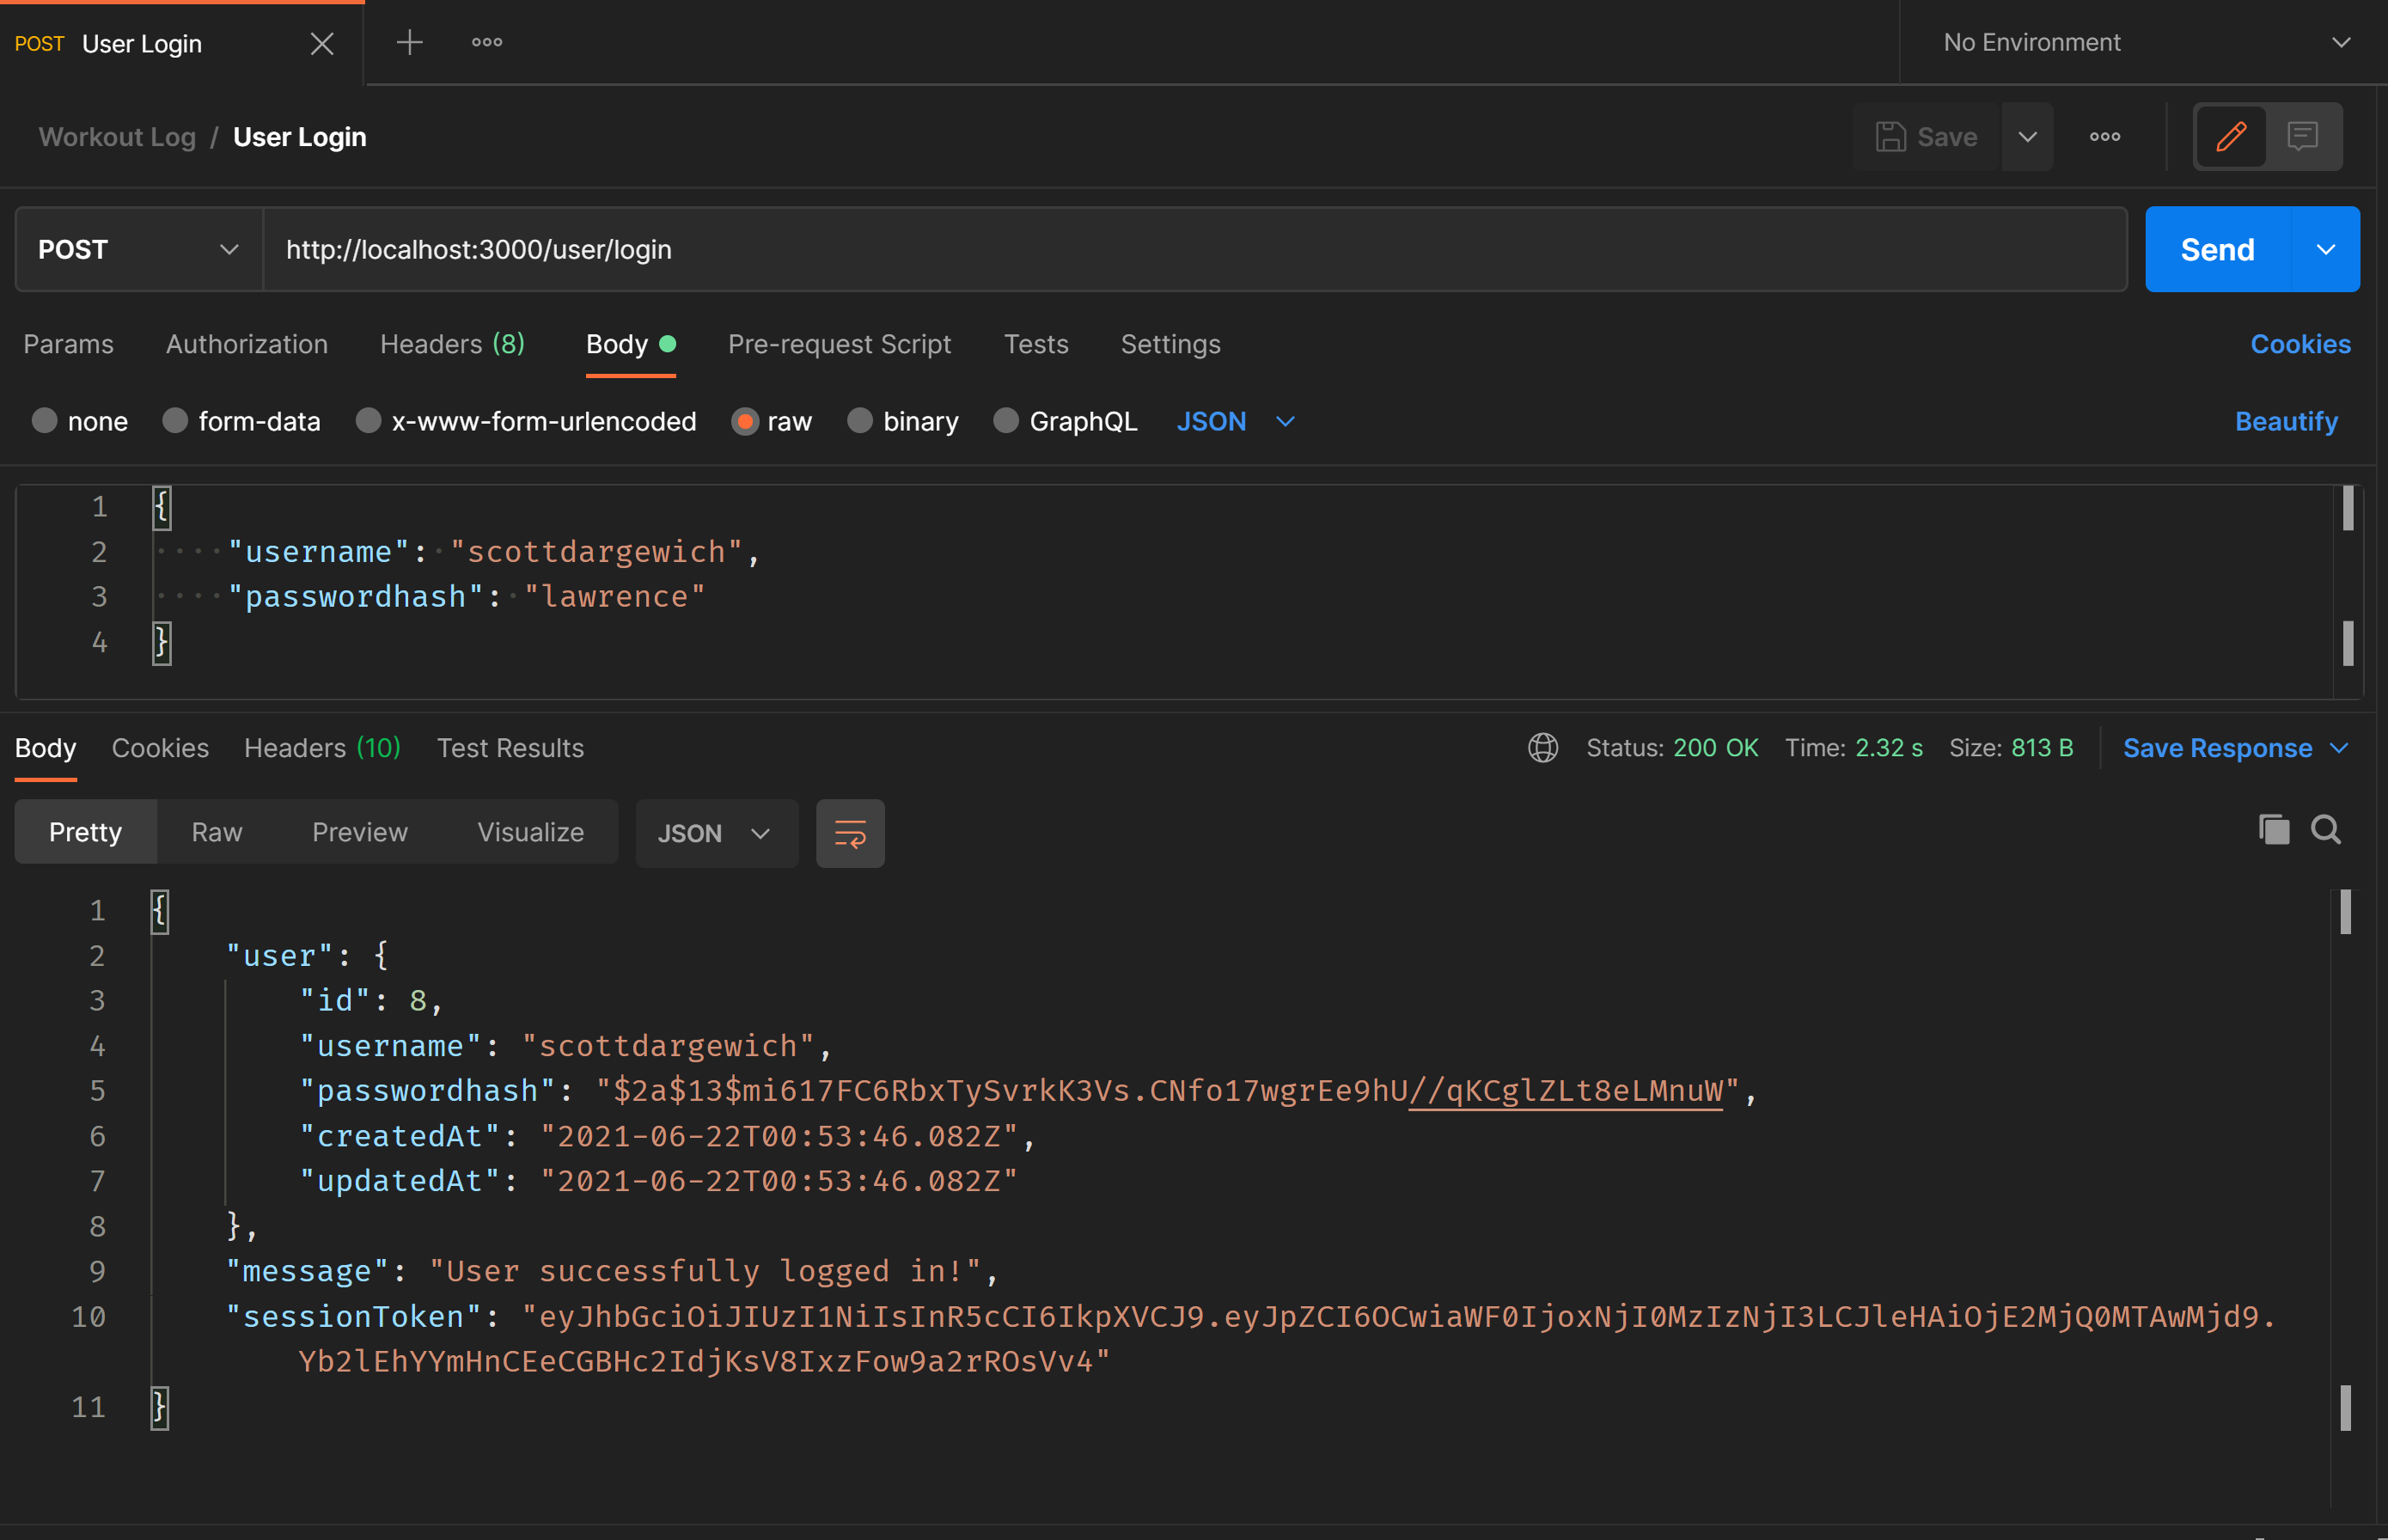 POST User Login
No Environment
Workout Log / User Login
Save
POST http://localhost:3000/user/login Send
Params Authorization Headers (8) Body Pre-request Script Tests Settings Cookies
none form-data x-www-form-urlencoded raw binary GraphQL JSON Beautify
1 {
2 "username": "scottdargewich",
3 "passwordhash": "lawrence"
4 }
Body Cookies Headers (10) Test Results Status: 200 OK Time: 2.32 s Size: 813 B Save Response
Pretty Raw Preview Visualize JSON
1 {
2 "user": {
3 "id": 8,
4 "username": "scottdargewich",
5 "passwordhash": "$2a$13$mi617FC6RbxTySvrkK3Vs.CNfo17wgrEe9hU//qKCglZLt8eLMnuW",
6 "createdAt": "2021-06-22T00:53:46.082Z",
7 "updatedAt": "2021-06-22T00:53:46.082Z"
8 },
9 "message": "User successfully logged in!",
10 "sessionToken": "eyJhbGciOiJIUzI1NiIsInR5cCI6IkpXVCJ9.eyJpZCI6OCwiaWF0IjoxNjI0MzIzNjI3LCJleHAiOjE2MjQ0MTAwMjd9.
Yb2lEhYYmHnCEeCGBHc2IdjKsV8IxzFow9a2rROsVv4"
11 }